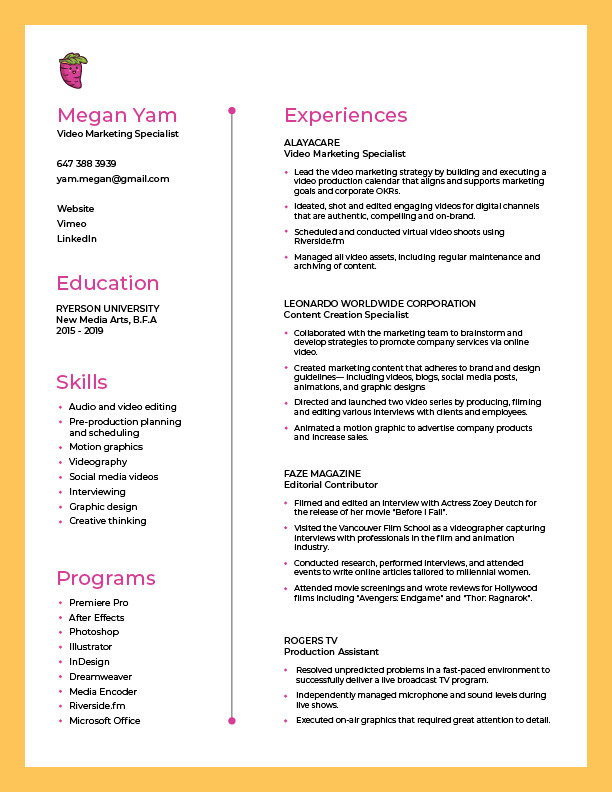 Megan Yam
Video Marketing Specialist
647 388 3939
yam.megan@gmail.com
Website
Vimeo
LinkedIn
Education
RYERSON UNIVERSITY
New Media Arts, B.F.A
2015 - 2019
Skills
Audio and video editing
Pre-production planning
and scheduling
Motion graphics
Videography
Social media videos
Interviewing
Graphic design
Creative thinking
Programs
Premiere Pro
After Effects
Photoshop
Illustrator
InDesign
Dreamweaver
Media Encoder
Riverside.fm
Microsoft Office
Experiences
ALAYACARE
Video Marketing Specialist
Lead the video marketing strategy by building and executing a
video production calendar that aligns and supports marketing
goals and corporate OKRs.
Ideated, shot and edited engaging videos for digital channels
that are authentic, compelling and on-brand.
Scheduled and conducted virtual video shoots using
Riverside.fm
Managed all video assets, including regular maintenance and
archiving of content.
LEONARDO WORLDWIDE CORPORATION
Content Creation Specialist
Collaborated with the marketing team to brainstorm and
develop strategies to promote company services via online
video.
Created marketing content that adheres to brand and design
guidelines— including videos, blogs, social media posts,
animations, and graphic designs
Directed and launched two video series by producing, filming
and editing various interviews with clients and employees.
Animated a motion graphic to advertise company products
and increase sales.
FAZE MAGAZINE
Editorial Contributor
Filmed and edited an interview with Actress Zoey Deutch for
the release of her movie "Before I Fall".
Visited the Vancouver Film School as a videographer capturing
interviews with professionals in the film and animation
industry.
Conducted research, performed interviews, and attended
events to write online articles tailored to millennial women.
Attended movie screenings and wrote reviews for Hollywood
films including "Avengers: Endgame" and "Thor: Ragnarok".
ROGERS TV
Production Assistant
Resolved unpredicted problems in a fast-paced environment to
successfully deliver a live broadcast TV program.
Independently managed microphone and sound levels during
live shows.
Executed on-air graphics that required great attention to detail.